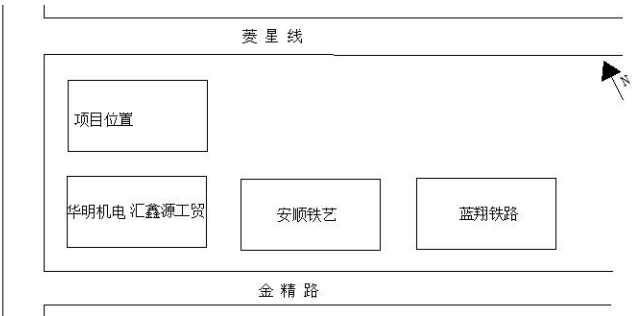 菱星线
N
项目位置
华明机电 汇鑫源工贸
安顺铁艺
蓝翔铁路
金精路